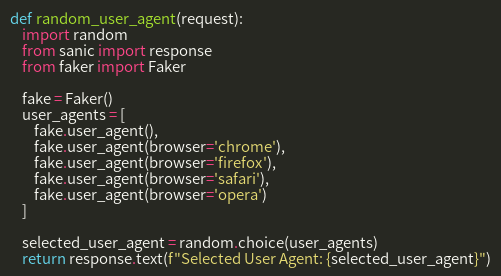 def random_user_agent(request):
    import random
    from sanic import response
    from faker import Faker

    fake = Faker()
    user_agents = [
        fake.user_agent(),
        fake.user_agent(browser='chrome'),
        fake.user_agent(browser='firefox'),
        fake.user_agent(browser='safari'),
        fake.user_agent(browser='opera')
    ]

    selected_user_agent = random.choice(user_agents)
    return response.text(f"Selected User Agent: {selected_user_agent}")